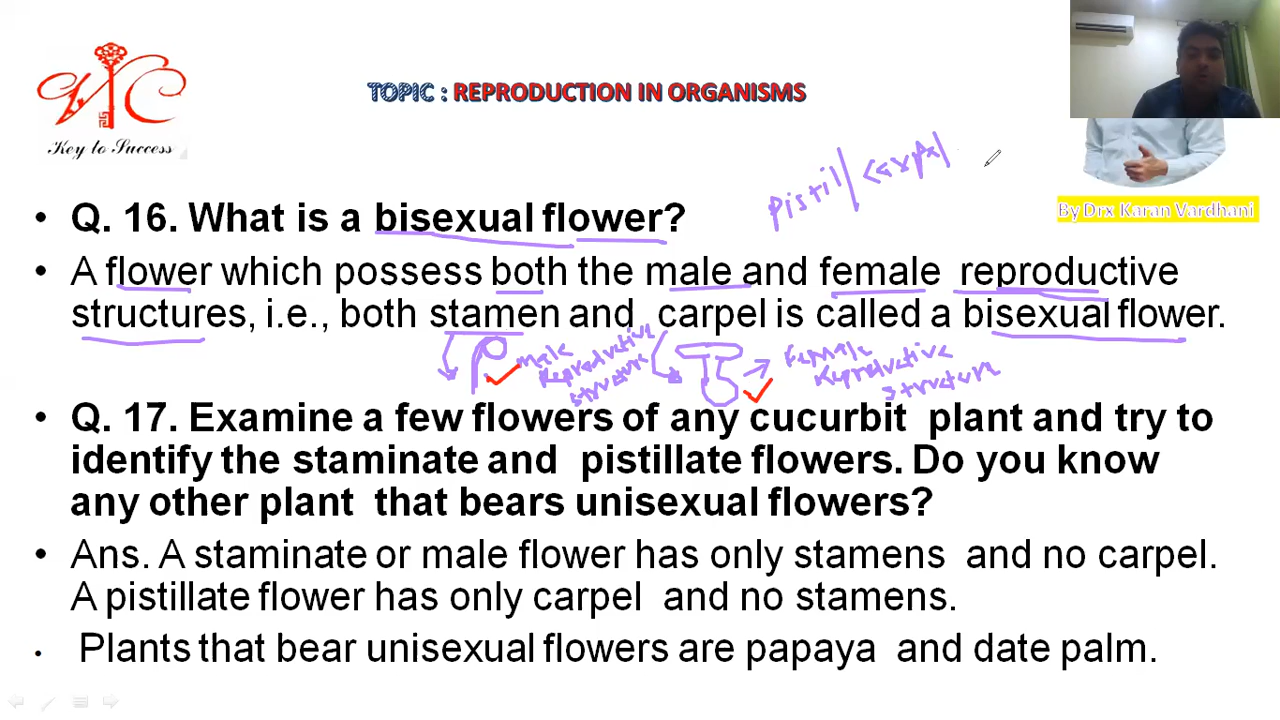 VKC
Key to Success
TOPIC : REPRODUCTION IN ORGANISMS
Pistil/carpel
By Drx Karan Vardhani
• Q. 16. What is a bisexual flower?
• A flower which possess both the male and female reproductive
structures, i.e., both stamen and carpel is called a bisexual flower.
male
Reproductive
structure
Female
Reproductive
structure
• Q. 17. Examine a few flowers of any cucurbit plant and try to
identify the staminate and pistillate flowers. Do you know
any other plant that bears unisexual flowers?
• Ans. A staminate or male flower has only stamens and no carpel.
A pistillate flower has only carpel and no stamens.
• Plants that bear unisexual flowers are papaya and date palm.